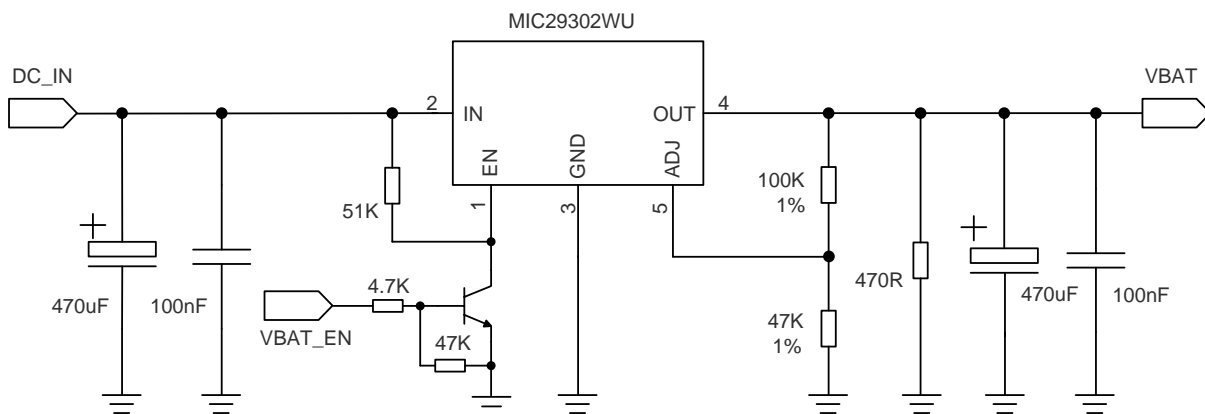 MIC29302WU
DC_IN
VBAT
2
IN
OUT
4
EN
GND
ADJ
1
3
5
51K
100K
1%
470uF
100nF
4.7K
VBAT_EN
47K
470R
47K
1%
470uF
100nF